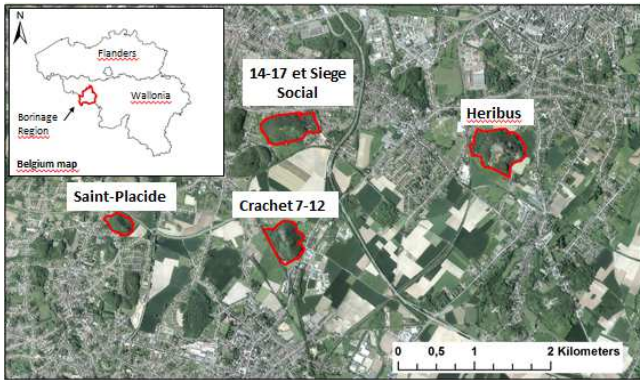 N
Flanders
Wallonia
Borinage
Region
Belgium map
14-17 et Siege
Social
Heribus
Saint-Placide
Crachet 7-12
0 0,5 1 2 Kilometers